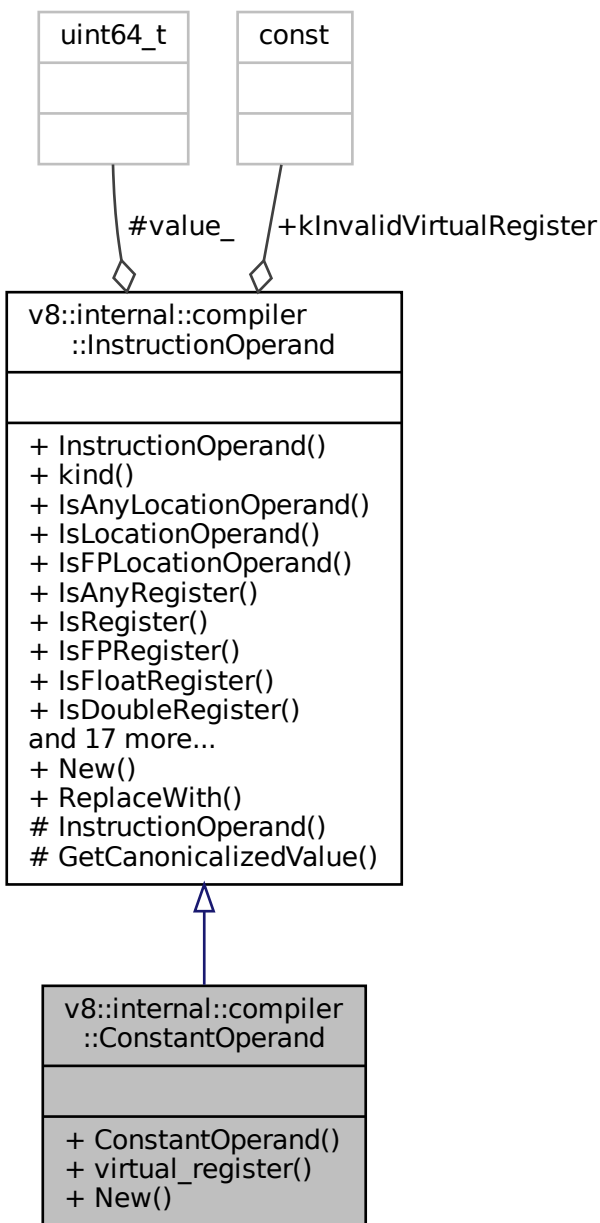 uint64_t
const
#value_
+kInvalidVirtualRegister
v8::internal::compiler
::InstructionOperand
+ InstructionOperand()
+ kind()
+ IsAnyLocationOperand()
+ IsLocationOperand()
+ IsFPLocationOperand()
+ IsAnyRegister()
+ IsRegister()
+ IsFPRegister()
+ IsFloatRegister()
+ IsDoubleRegister()
and 17 more...
+ New()
+ ReplaceWith()
# InstructionOperand()
# GetCanonicalizedValue()
v8::internal::compiler
::ConstantOperand
+ ConstantOperand()
+ virtual_register()
+ New()